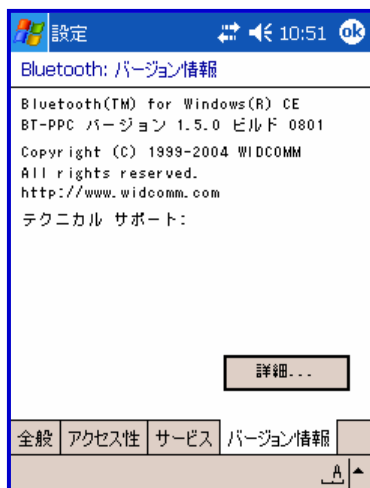 設定 10:51 ok
Bluetooth: バージョン情報
Bluetooth(TM) for Windows(R) CE
BT-PPC バージョン 1.5.0 ビルド 0801
Copyright (C) 1999-2004 WIDCOMM
All rights reserved.
http://www.widcomm.com
テクニカル サポート:
詳細...
全般 アクセス性 サービス バージョン情報
A